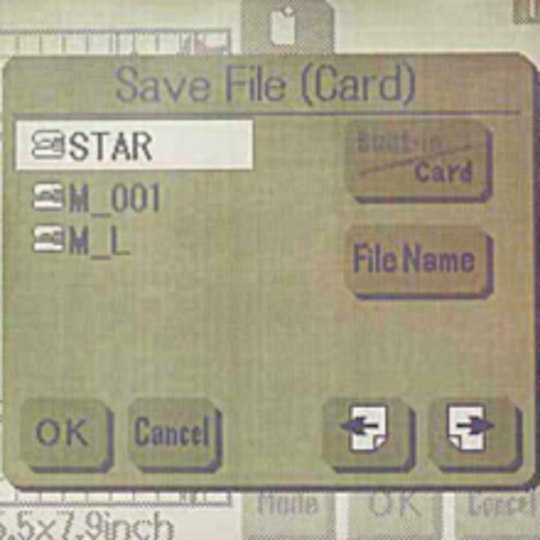 Save File (Card)
STAR
Built-in
Card
M_001
M_L
File Name
OK
Cancel
Mode
OK
Cancel
5.5x7.9inch